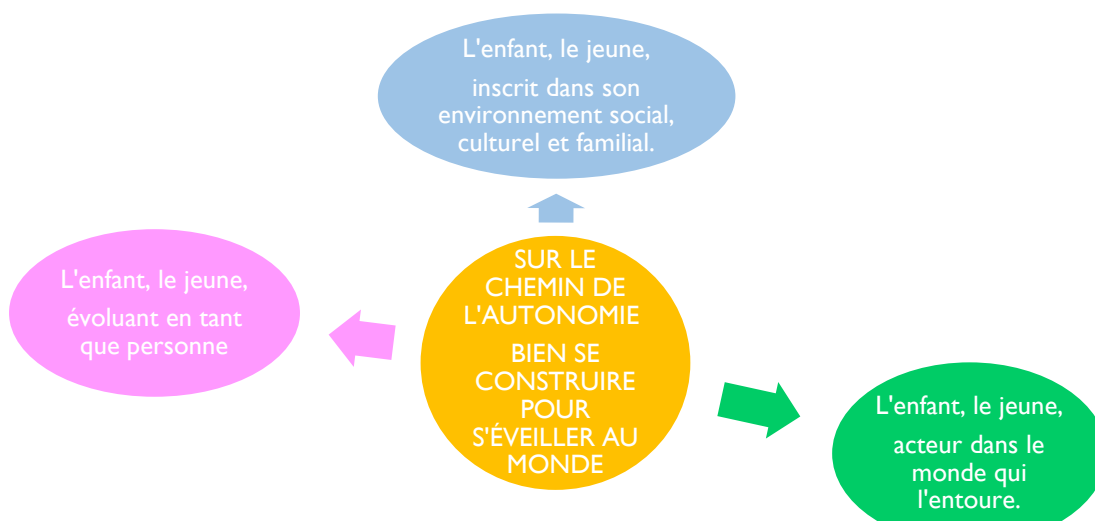 L'enfant, le jeune,
inscrit dans son
environnement social,
culturel et familial.
L'enfant, le jeune,
évoluant en tant
que personne
SUR LE
CHEMIN DE
L'AUTONOMIE
BIEN SE
CONSTRUIRE
POUR
S'ÉVEILLER AU
MONDE
L'enfant, le jeune,
acteur dans le
monde qui
l'entoure.